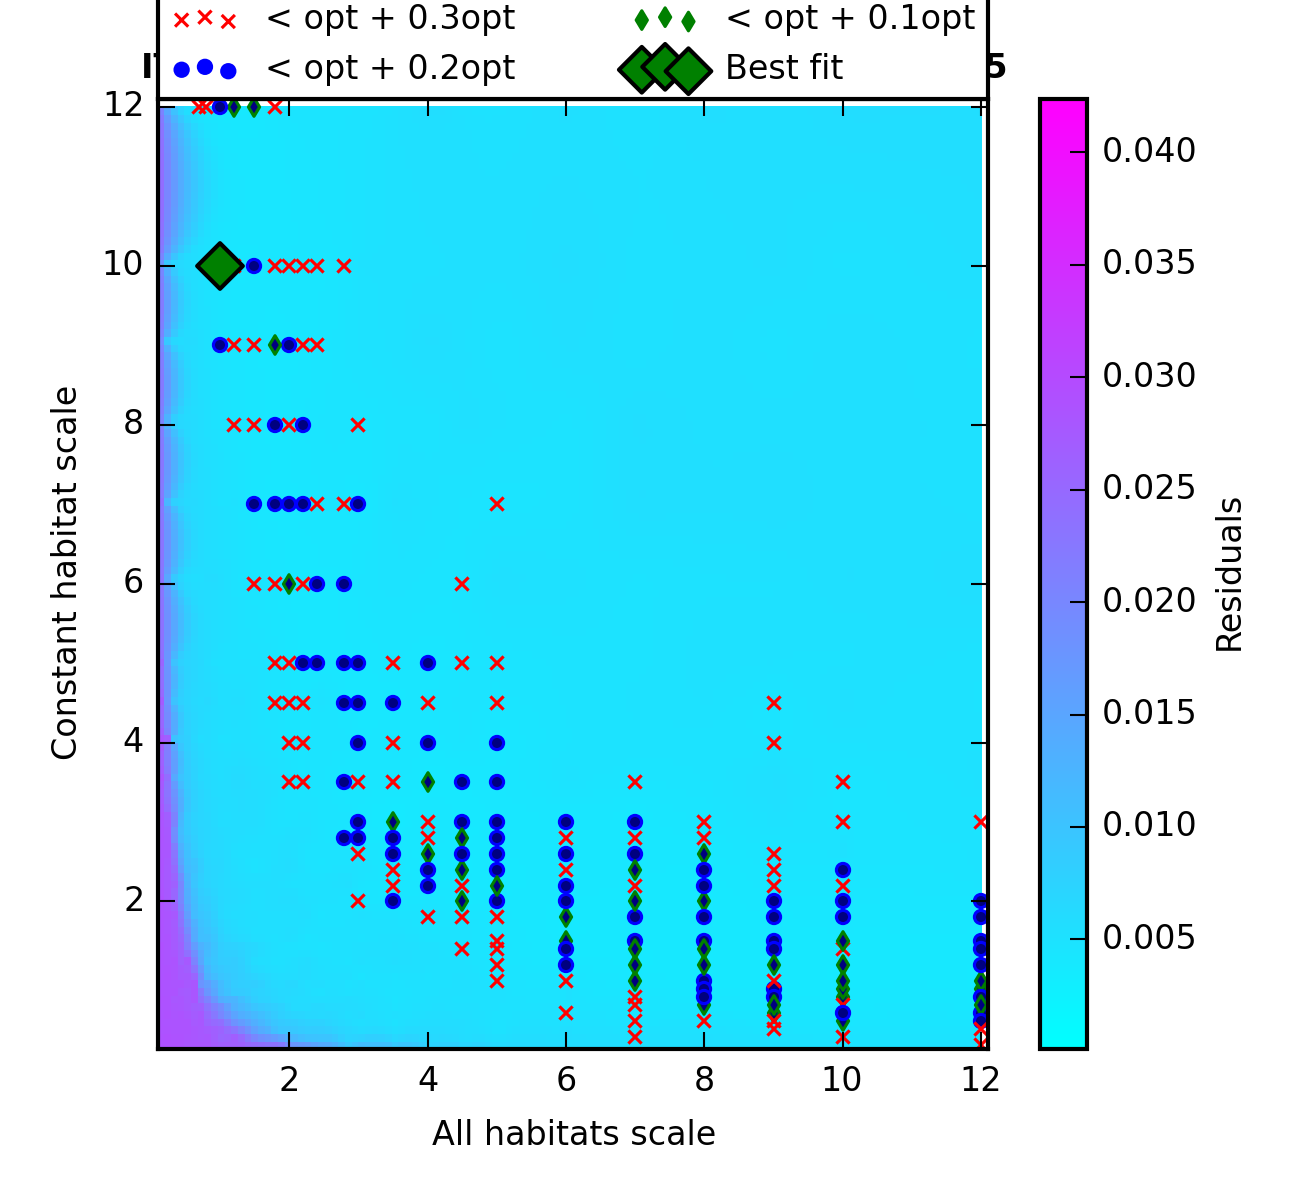 < opt + 0.3opt < opt + 0.1opt
< opt + 0.2opt Best fit
5
12
10
8
6
4
2
Constant habitat scale
2 4 6 8 10 12
All habitats scale
0.040
0.035
0.030
0.025
0.020
0.015
0.010
0.005
Residuals